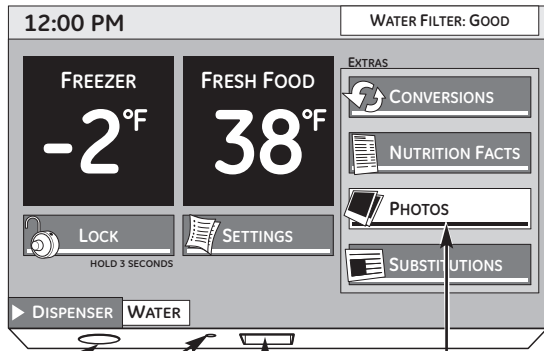 12:00 PM
WATER FILTER: GOOD
EXTRAS
FREEZER
-2°F
FRESH FOOD
38°F
CONVERSIONS
NUTRITION FACTS
PHOTOS
SUBSTITUTIONS
LOCK
HOLD 3 SECONDS
SETTINGS
DISPENSER
WATER